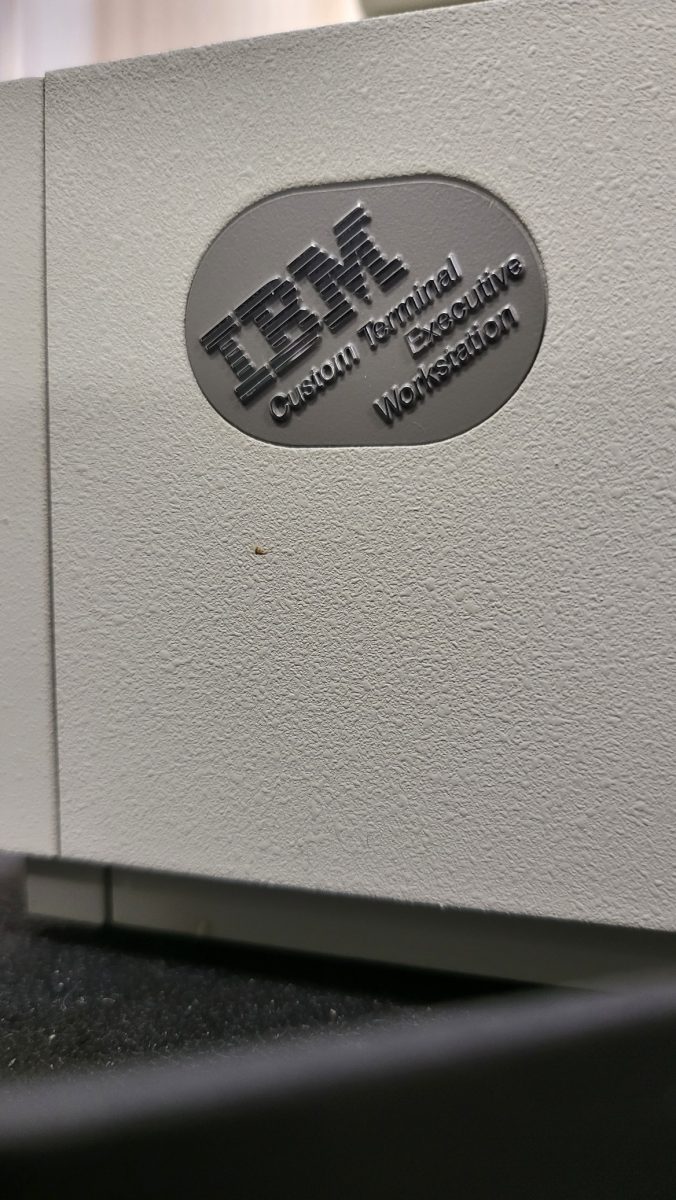 IBM
Custom Terminal
Executive
Workstation